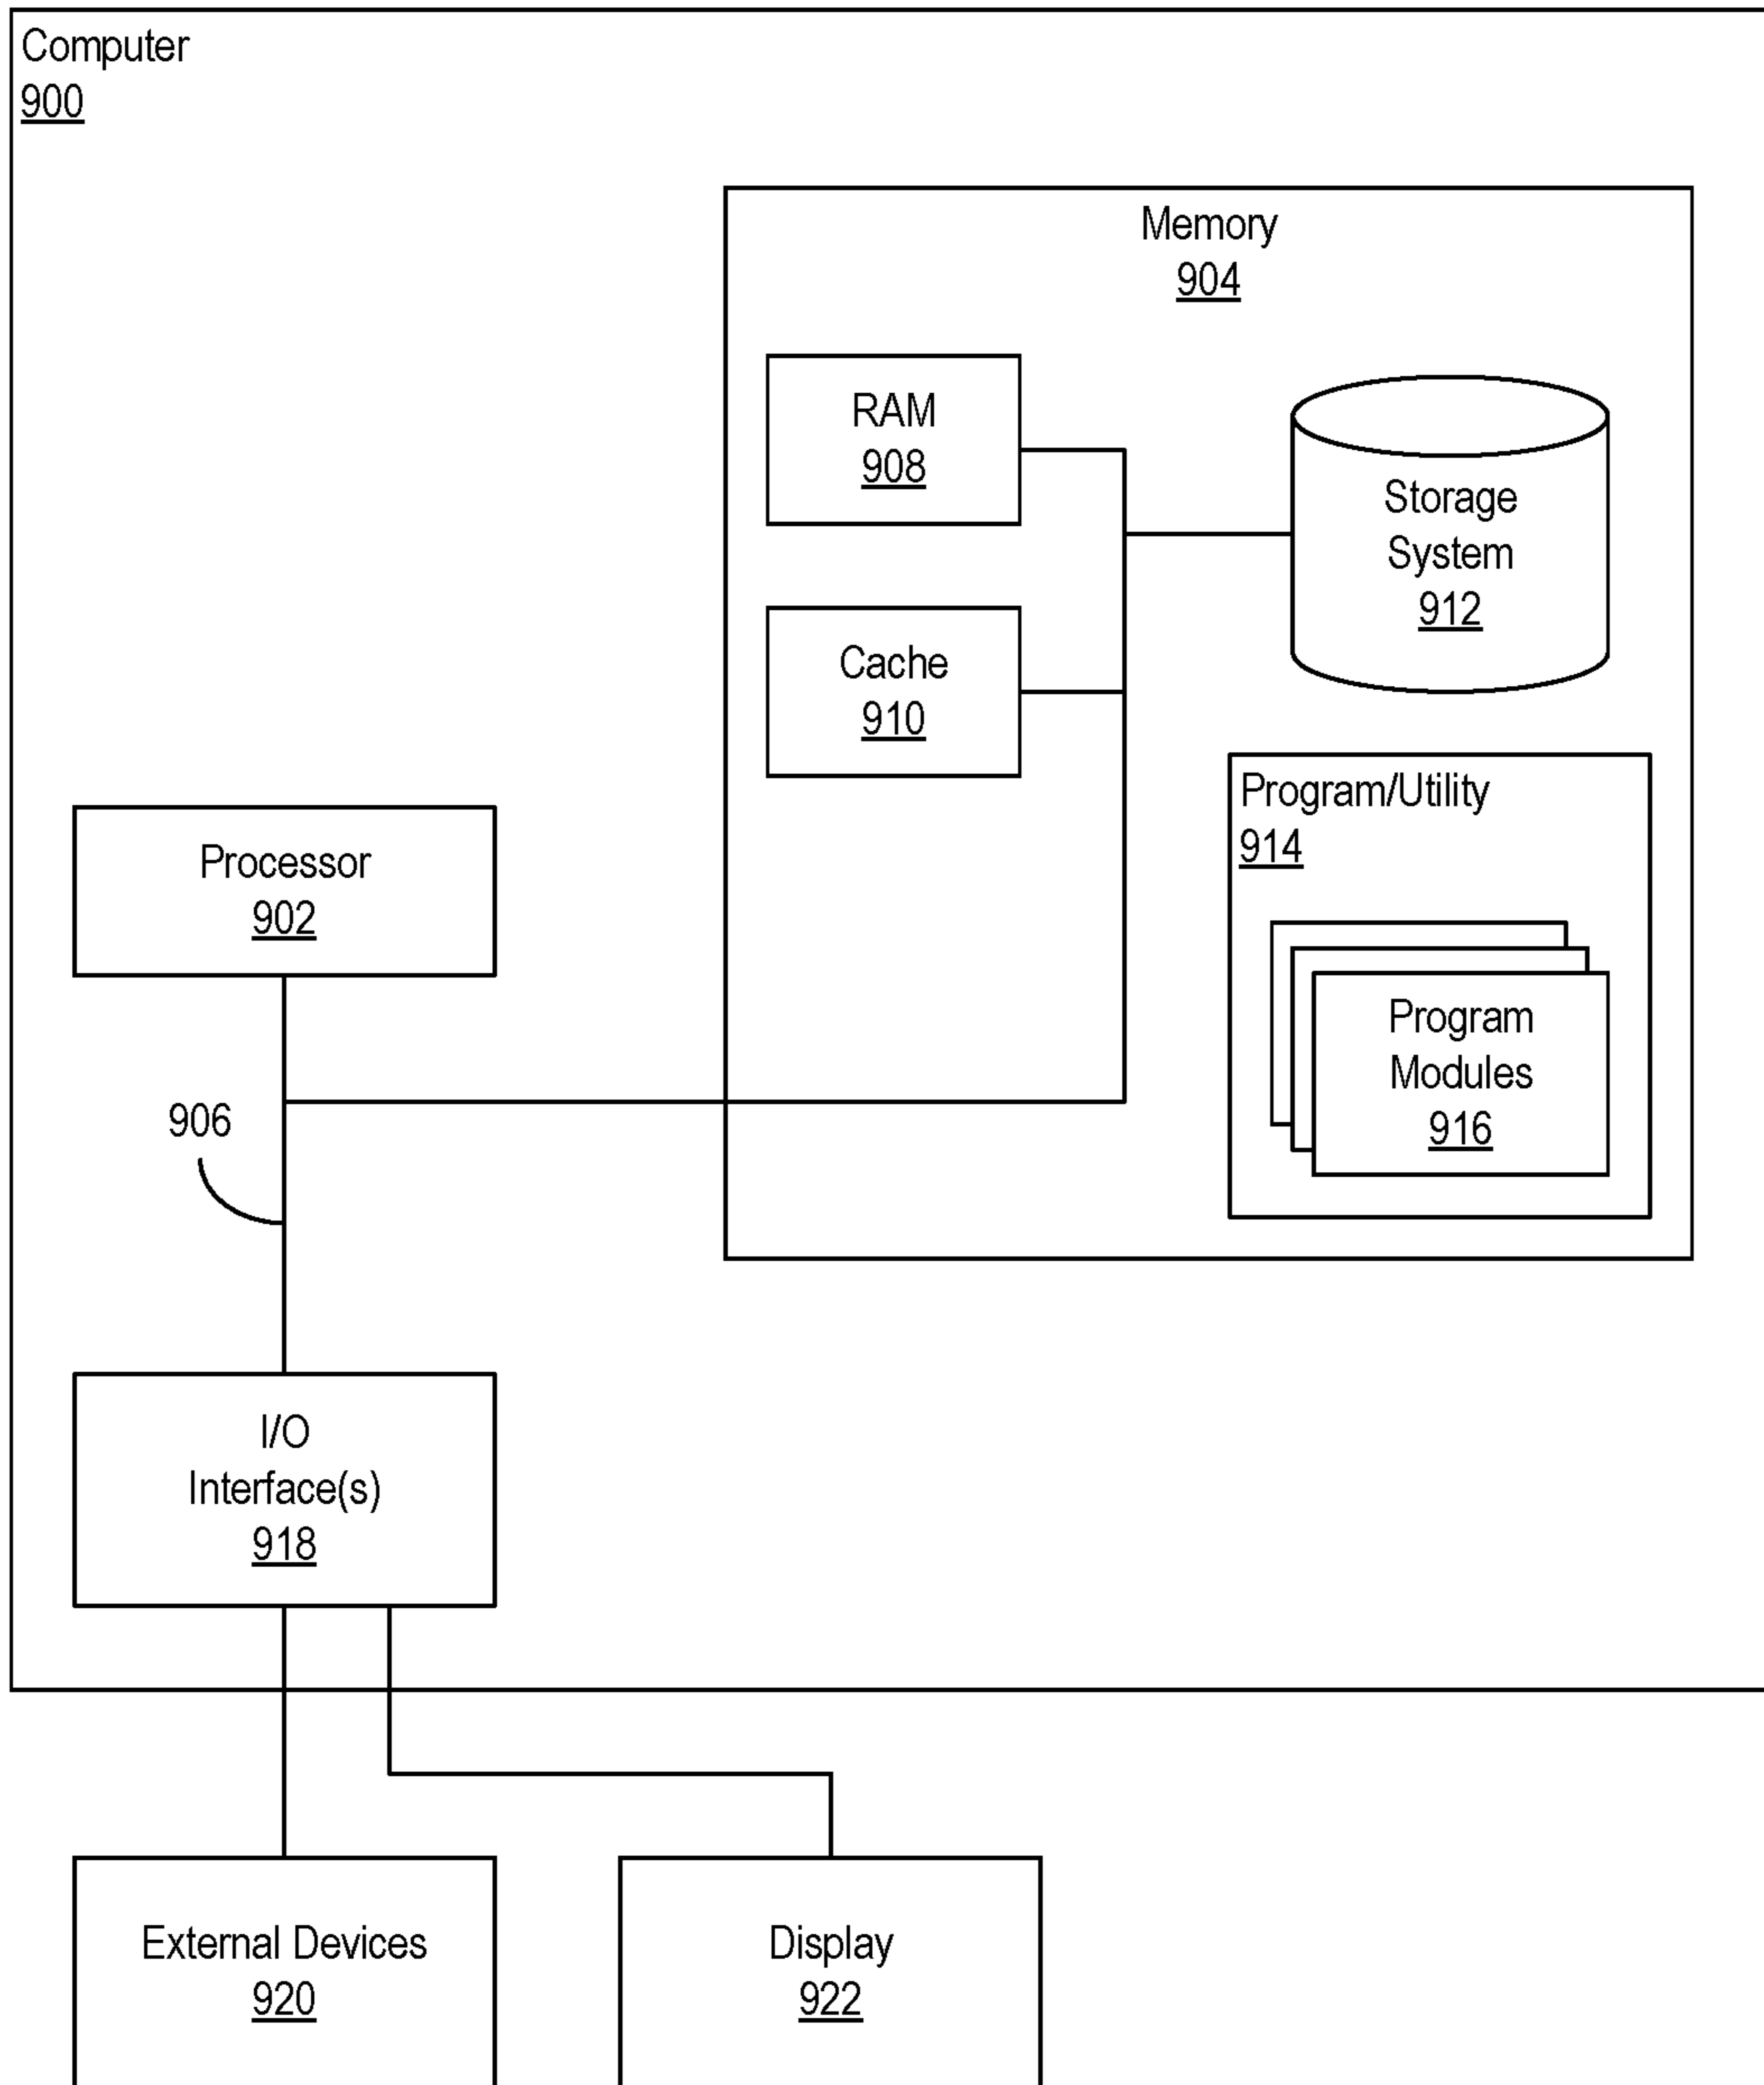 Computer
900
Memory
904
RAM
908
Storage
System
912
Cache
910
Program/Utility
914
Processor
902
Program
Modules
916
906
I/O
Interface(s)
918
External Devices
920
Display
922